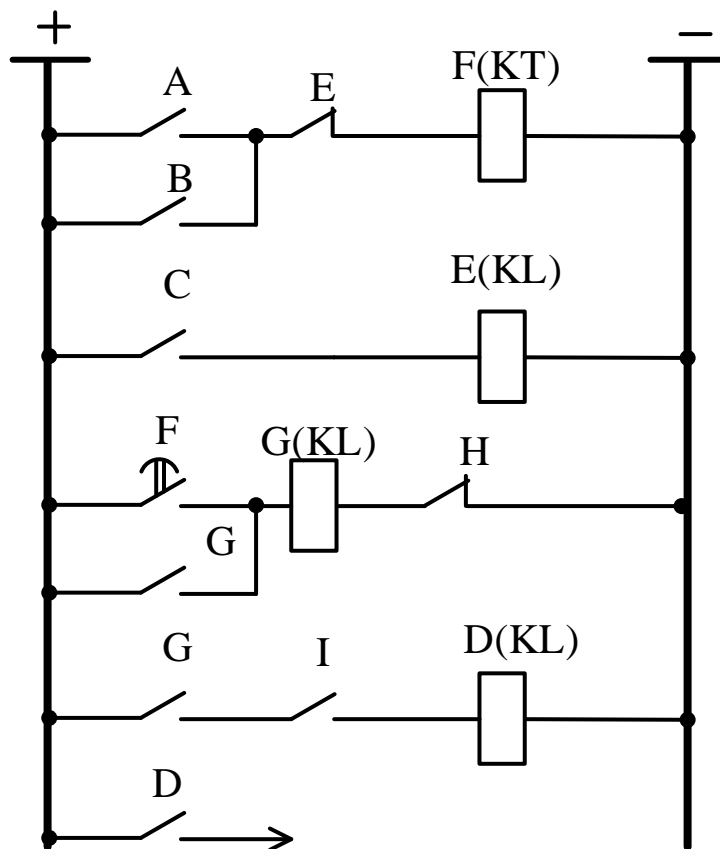 + −
A E F(KT)
B
C E(KL)
F G(KL) H
G
G I D(KL)
D